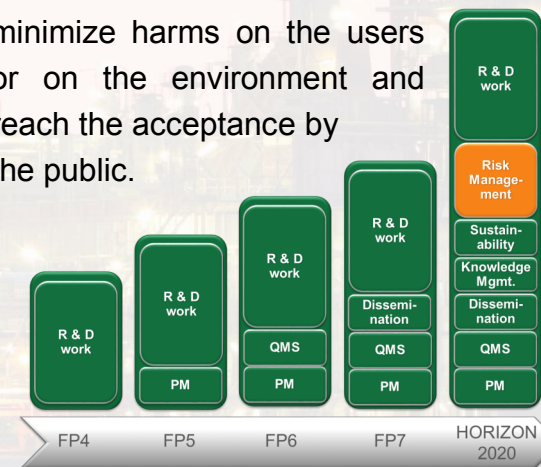 minimize harms on the users
or on the environment and
reach the acceptance by
the public.
R & D
work
FP4
R & D
work
PM
FP5
R & D
work
QMS
PM
FP6
R & D
work
Dissemi-
nation
QMS
PM
FP7
R & D
work
Risk
Manage-
ment
Sustain-
ability
Knowledge
Mgmt.
Dissemi-
nation
QMS
PM
HORIZON
2020